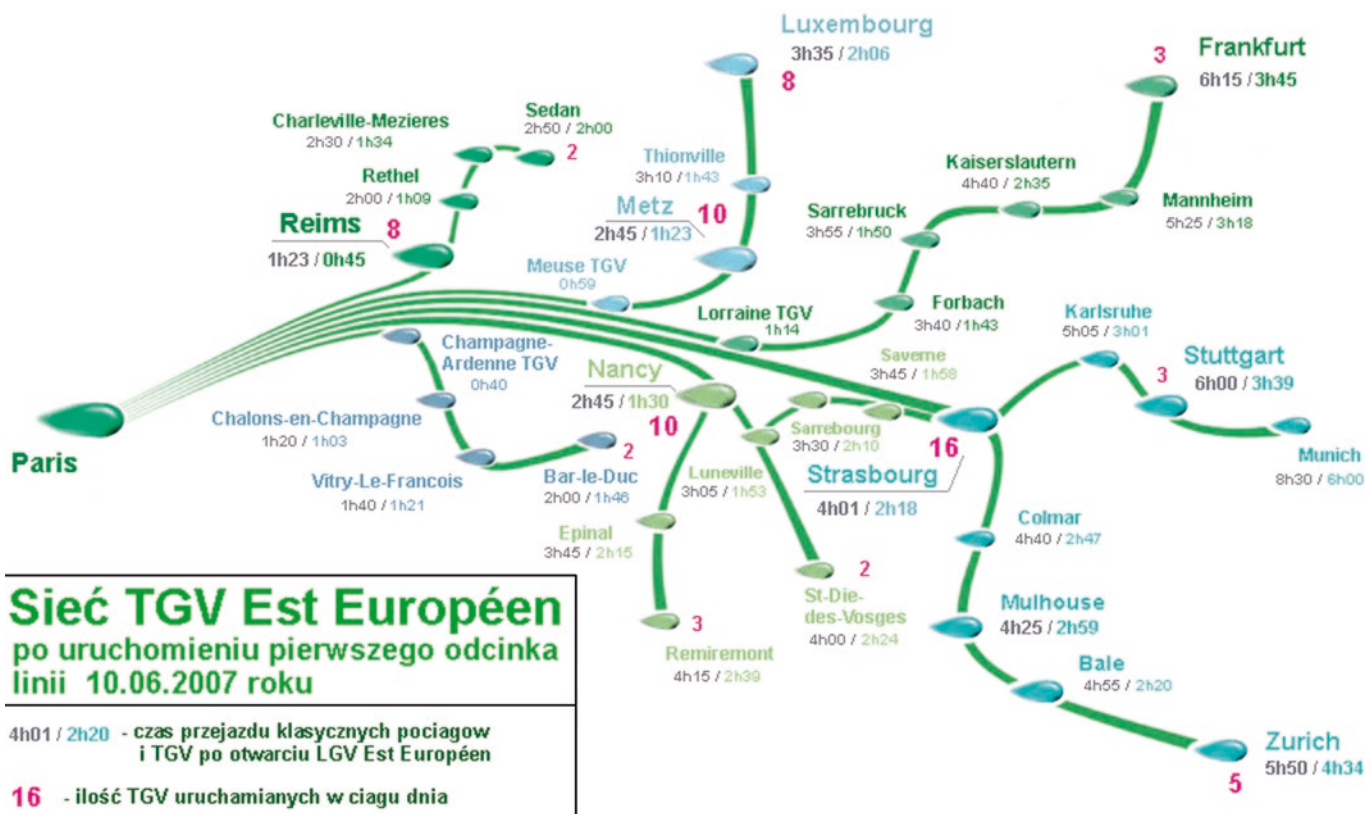 Luxembourg
3h35 / 2h06
8
3
Frankfurt
6h15 / 3h45
Charleville-Mezieres
2h30 / 1h34
Sedan
2h50 / 2h00
2
Thionville
3h10 / 1h43
Kaiserslautern
4h40 / 2h35
Rethel
2h00 / 1h09
Metz
10
2h45 / 1h23
Sarrebruck
3h55 / 1h50
Mannheim
5h25 / 3h18
Reims
8
1h23 / 0h45
Meuse TGV
0h59
Lorraine TGV
1h14
Forbach
3h40 / 1h43
Karlsruhe
5h05 / 3h01
Champagne-
Ardenne TGV
0h40
Nancy
2h45 / 1h30
10
Saverne
3h45 / 1h58
Stuttgart
3
6h00 / 3h39
Chalons-en-Champagne
1h20 / 1h03
Sarrebourg
3h30 / 2h10
16
Paris
Vitry-Le-Francois
1h40 / 1h21
Bar-le-Duc
2h00 / 1h46
2
Luneville
3h05 / 1h53
Strasbourg
4h01 / 2h18
Munich
8h30 / 6h00
Epinal
3h45 / 2h15
Colmar
4h40 / 2h47
2
St-Die-
des-Vosges
4h00 / 2h24
3
Remiremont
4h15 / 2h39
Mulhouse
4h25 / 2h59
Bale
4h55 / 2h20
Zurich
5h50 / 4h34
5
Sieć TGV Est Européen
po uruchomieniu pierwszego odcinka
linii 10.06.2007 roku
4h01 / 2h20 - czas przejazdu klasycznych pociagow
i TGV po otwarciu LGV Est Européen
16 - ilość TGV uruchamianych w ciagu dnia